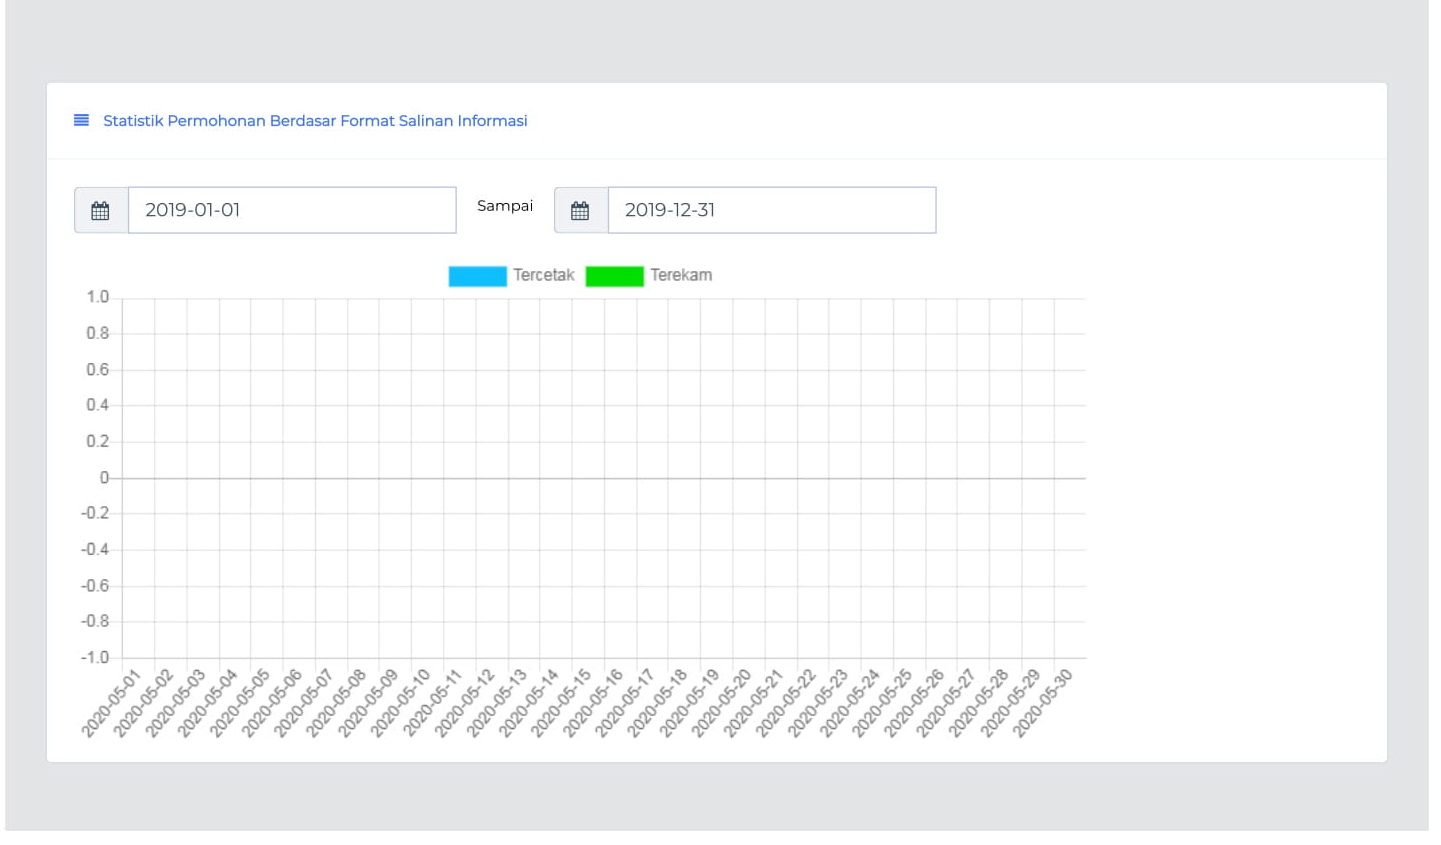 Statistik Permohonan Berdasar Format Salinan Informasi
2019-01-01 Sampai 2019-12-31
Tercetak Terekam
1.0
0.8
0.6
0.4
0.2
0
-0.2
-0.4
-0.6
-0.8
-1.0
2020-05-01 2020-05-02 2020-05-03 2020-05-04 2020-05-05 2020-05-06 2020-05-07 2020-05-08 2020-05-09 2020-05-10 2020-05-11 2020-05-12 2020-05-13 2020-05-14 2020-05-15 2020-05-16 2020-05-17 2020-05-18 2020-05-19 2020-05-20 2020-05-21 2020-05-22 2020-05-23 2020-05-24 2020-05-25 2020-05-26 2020-05-27 2020-05-28 2020-05-29 2020-05-30